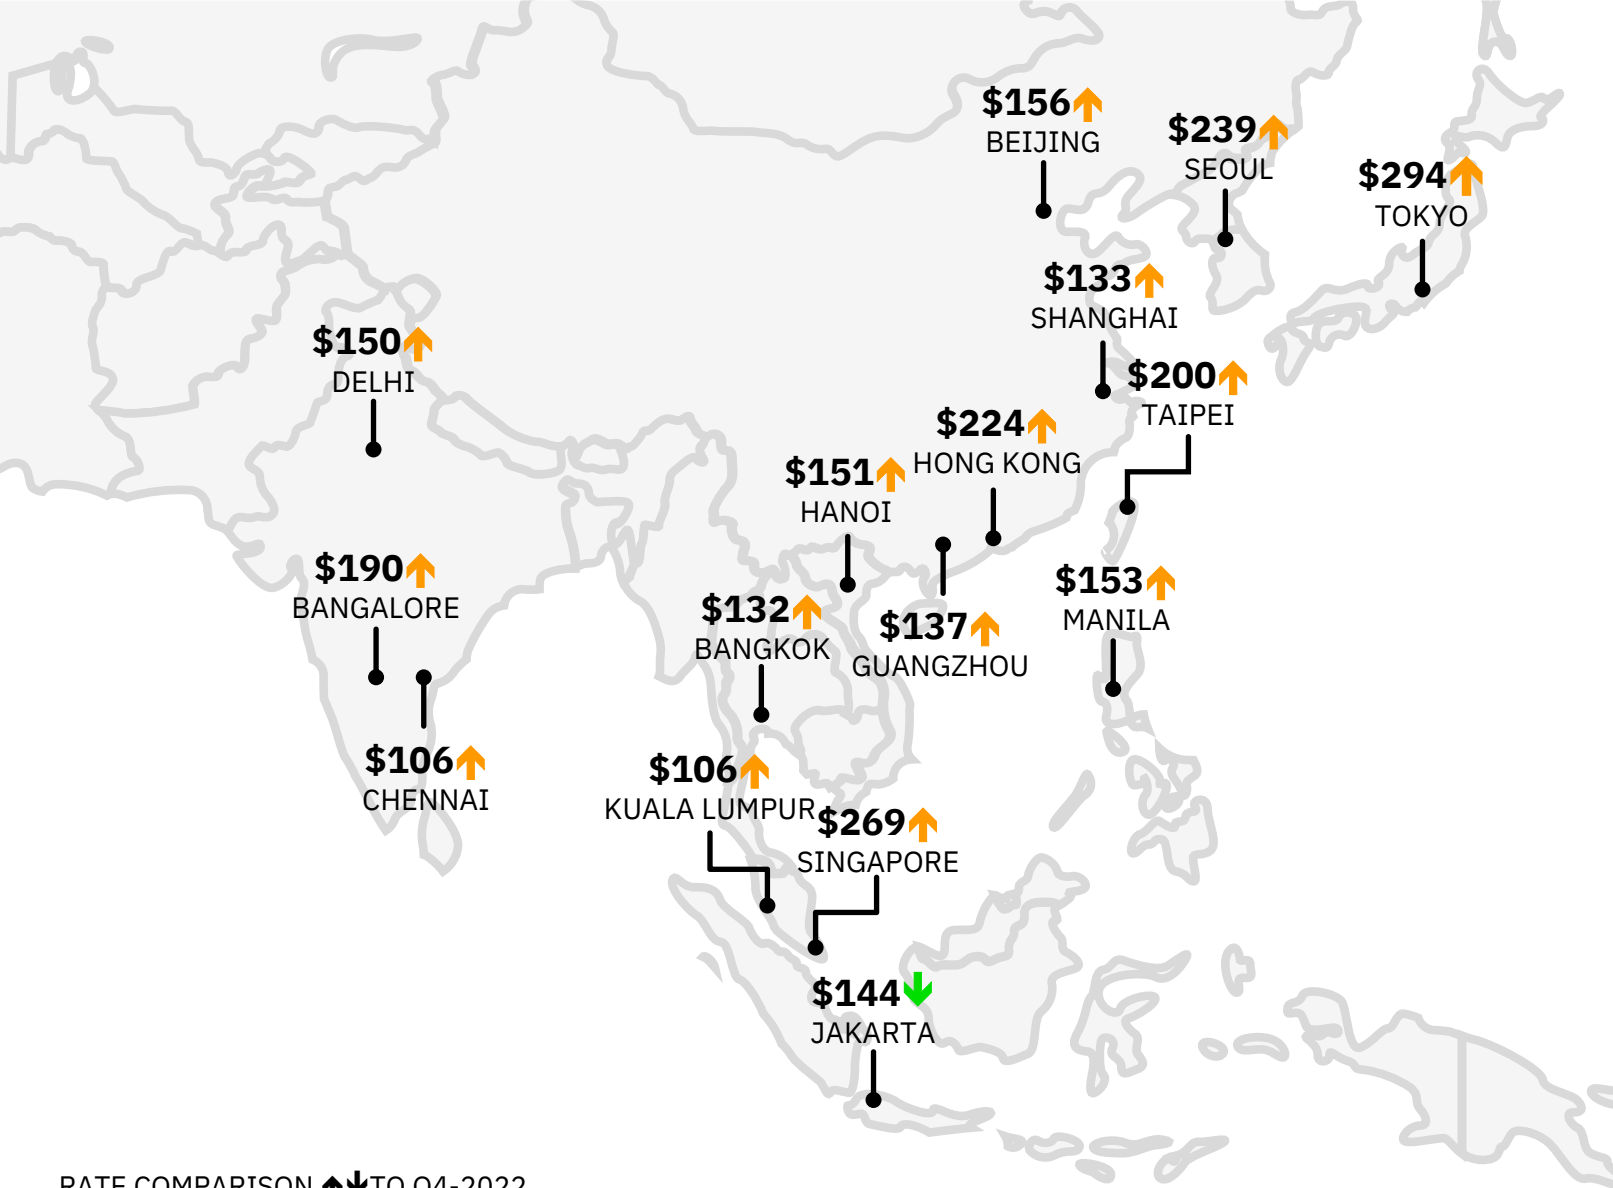 $156
BEIJING
$239
SEOUL
$294
TOKYO
$133
SHANGHAI
$150
DELHI
$200
TAIPEI
$224
HONG KONG
$151
HANOI
$190
BANGALORE
$153
MANILA
$132
BANGKOK
$137
GUANGZHOU
$106
CHENNAI
$106
KUALA LUMPUR
$269
SINGAPORE
$144
JAKARTA
RATE COMPARISON ↑↓TO Q4-2022